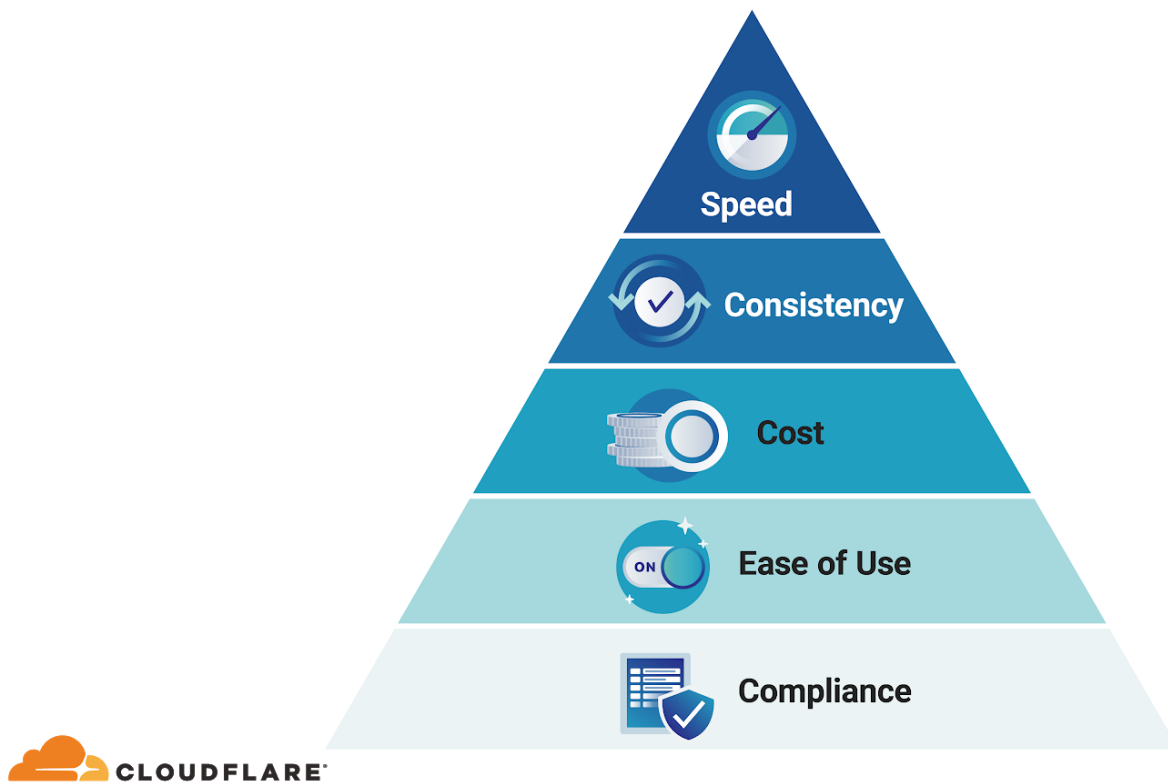 Speed
Consistency
Cost
ON
Ease of Use
Compliance
CLOUDFLARE®